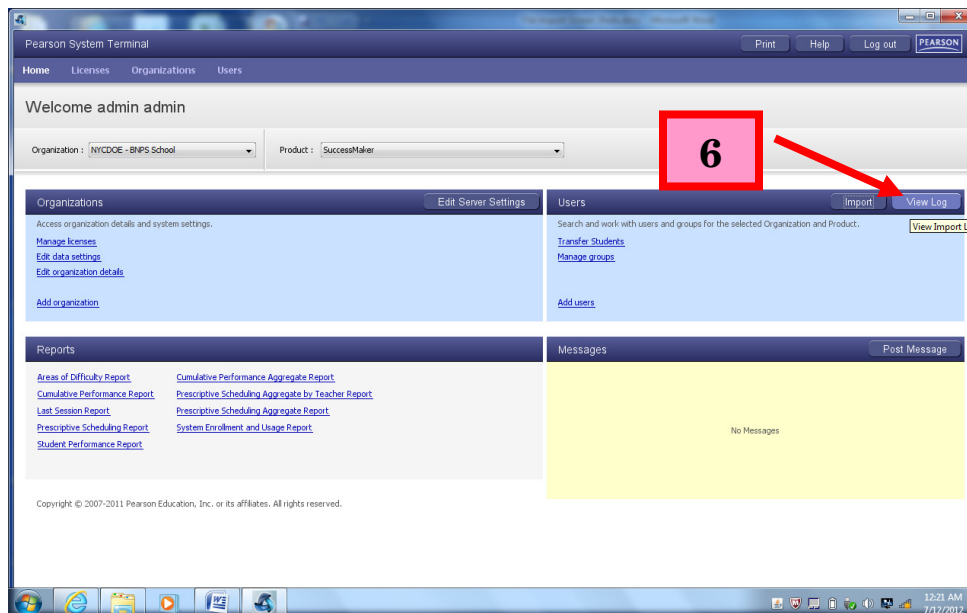 Pearson System Terminal
Print Help Log out PEARSON
Home Licenses Organizations Users
Welcome admin admin
Organization : NYCDOE - BNPS School Product : SuccessMaker
6
Organizations Edit Server Settings
Access organization details and system settings.
Manage licenses
Edit data settings
Edit organization details
Add organization
Users Import View Log
Search and work with users and groups for the selected Organization and Product.
View Import L
Transfer Students
Manage groups
Add users
Reports
Areas of Difficulty Report
Cumulative Performance Report
Last Session Report
Prescriptive Scheduling Report
Student Performance Report
Cumulative Performance Aggregate Report
Prescriptive Scheduling Aggregate by Teacher Report
Prescriptive Scheduling Aggregate Report
System Enrollment and Usage Report
Messages Post Message
No Messages
Copyright © 2007-2011 Pearson Education, Inc. or its affiliates. All rights reserved.
12:21 AM